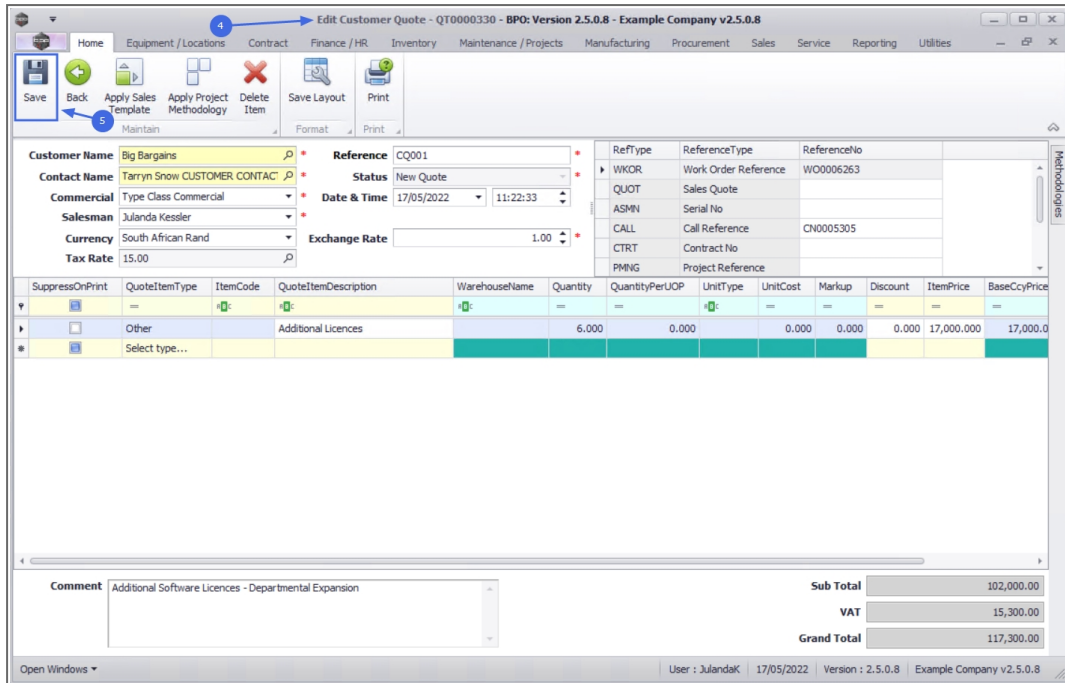 4
Edit Customer Quote - QT0000330 - BPO: Version 2.5.0.8 - Example Company v2.5.0.8
Home Equipment / Locations Contract Finance / HR Inventory Maintenance / Projects Manufacturing Procurement Sales Service Reporting Utilities
Save Back Apply Sales Template Apply Project Methodology Delete Item Save Layout Print
5
Maintain Format Print
Customer Name Big Bargains * Reference CQ001 *
Contact Name Tarryn Snow CUSTOMER CONTACT * Status New Quote *
Commercial Type Class Commercial * Date & Time 17/05/2022 11:22:33
Salesman Julanda Kessler *
Currency South African Rand Exchange Rate 1.00 *
Tax Rate 15.00
RefType ReferenceType ReferenceNo
WKOR Work Order Reference WO0006263
QUOT Sales Quote
ASMN Serial No
CALL Call Reference CN0005305
CTRT Contract No
PMNG Project Reference
Methodologies
SuppressOnPrint QuoteItemType ItemCode QuoteItemDescription WarehouseName Quantity QuantityPerUOP UnitType UnitCost Markup Discount ItemPrice BaseCcyPrice
= = = = = = = =
Other Additional Licences 6.000 0.000 0.000 0.000 0.000 17,000.000 17,000.0
Select type...
Comment Additional Software Licences - Departmental Expansion
Sub Total 102,000.00
VAT 15,300.00
Grand Total 117,300.00
Open Windows User : JulandaK 17/05/2022 Version : 2.5.0.8 Example Company v2.5.0.8